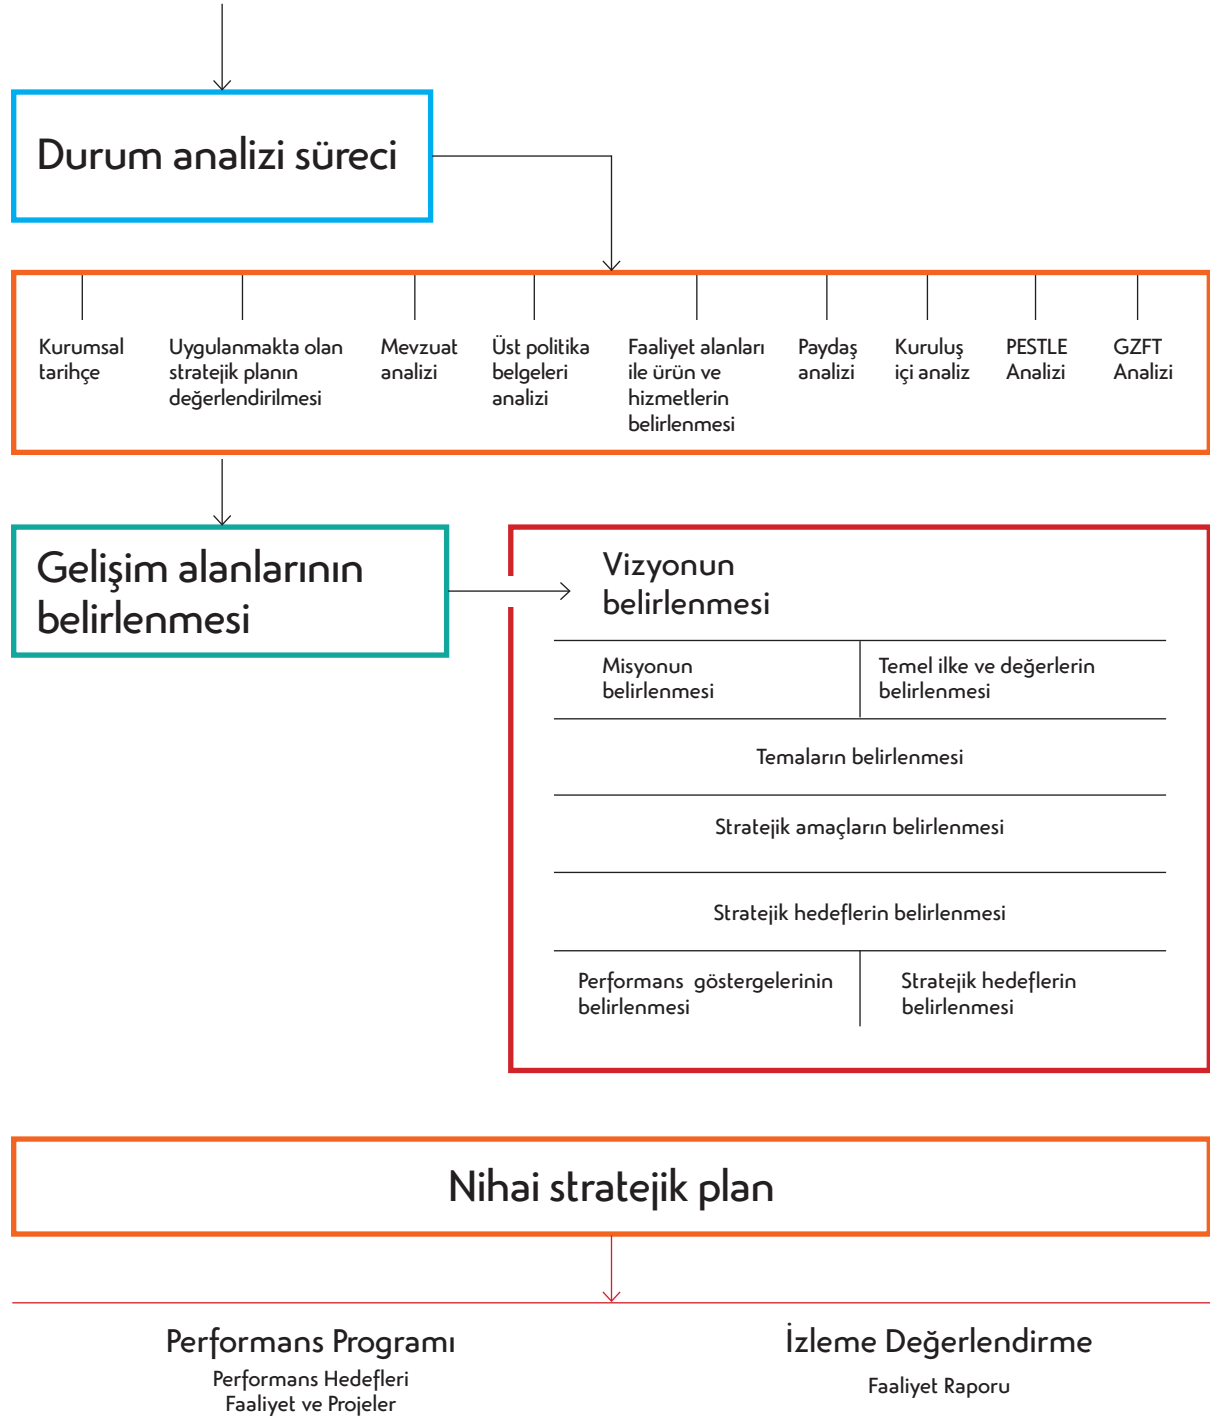 Durum analizi süreci
Kurumsal
tarihçe
Uygulanmakta olan
stratejik planın
değerlendirilmesi
Mevzuat
analizi
Üst politika
belgeleri
analizi
Faaliyet alanları
ile ürün ve
hizmetlerin
belirlenmesi
Paydaş
analizi
Kuruluş
içi analiz
PESTLE
Analizi
GZFT
Analizi
Gelişim alanlarının
belirlenmesi
Vizyonun
belirlenmesi
Misyonun
belirlenmesi
Temel ilke ve değerlerin
belirlenmesi
Temaların belirlenmesi
Stratejik amaçların belirlenmesi
Stratejik hedeflerin belirlenmesi
Performans göstergelerinin
belirlenmesi
Stratejik hedeflerin
belirlenmesi
Nihai stratejik plan
Performans Programı
Performans Hedefleri
Faaliyet ve Projeler
İzleme Değerlendirme
Faaliyet Raporu